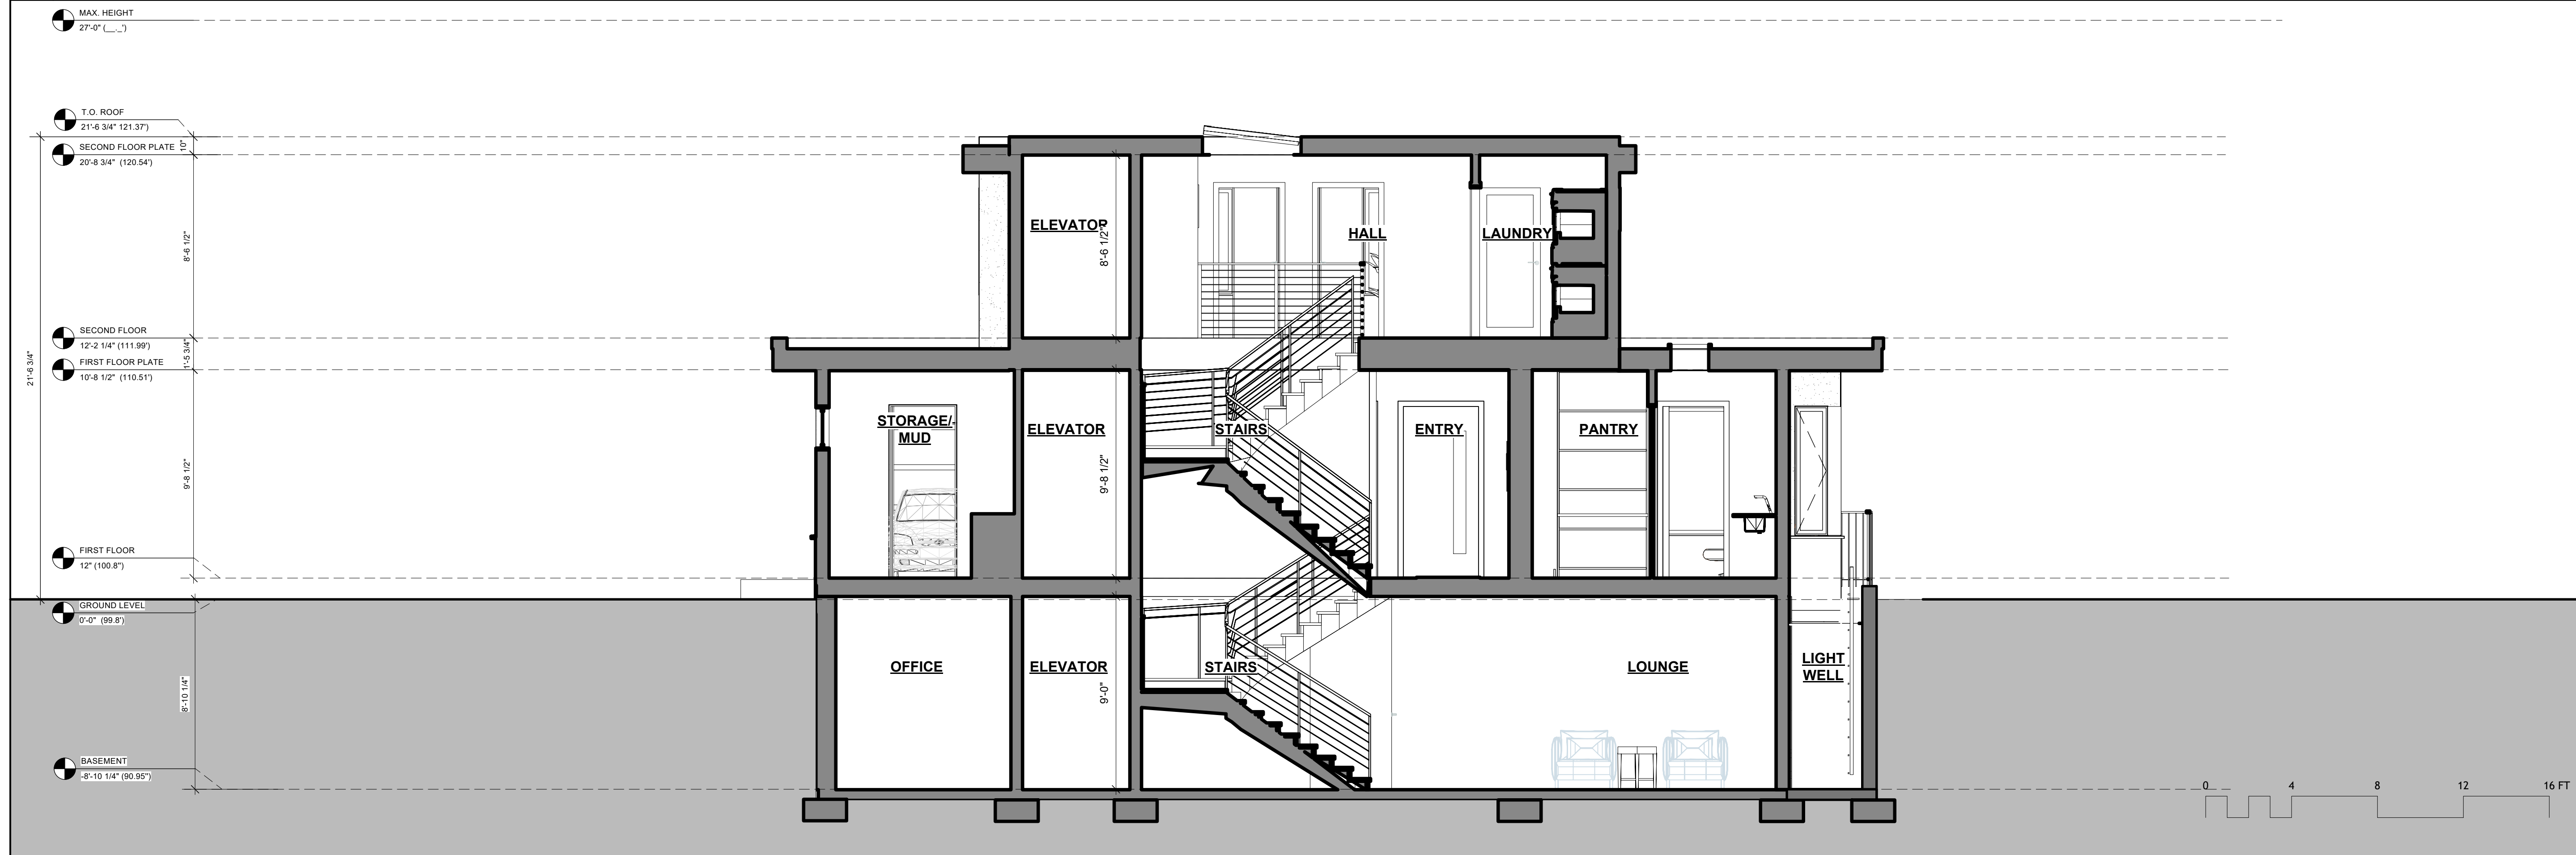 MAX. HEIGHT
27'-0" (__._')
T.O. ROOF
21'-6 3/4" 121.37')
SECOND FLOOR PLATE
20'-8 3/4" (120.54')
10"
8'-6 1/2"
ELEVATOR
8'-6 1/2"
HALL
LAUNDRY
SECOND FLOOR
12'-2 1/4" (111.99')
1'-5 3/4"
FIRST FLOOR PLATE
10'-8 1/2" (110.51')
21'-6 3/4"
9'-8 1/2"
STORAGE/
MUD
ELEVATOR
9'-8 1/2"
STAIRS
ENTRY
PANTRY
FIRST FLOOR
12" (100.8")
GROUND LEVEL
0'-0" (99.8')
8'-10 1/4"
OFFICE
ELEVATOR
9'-0"
STAIRS
LOUNGE
LIGHT
WELL
BASEMENT
-8'-10 1/4" (90.95")
0 4 8 12 16 FT